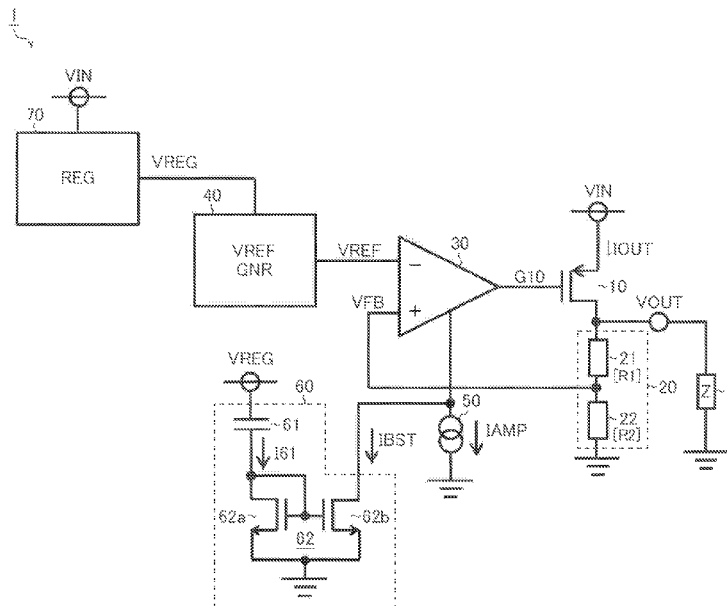 1
VIN
70
REG
VREG
40
VREF
GNR
VREF
VFB
30
−
+
G10
VIN
IOUT
10
VOUT
21
[R1]
20
22
[R2]
Z
VREG
60
61
I61
50
IBST
IAMP
62a
62
62b